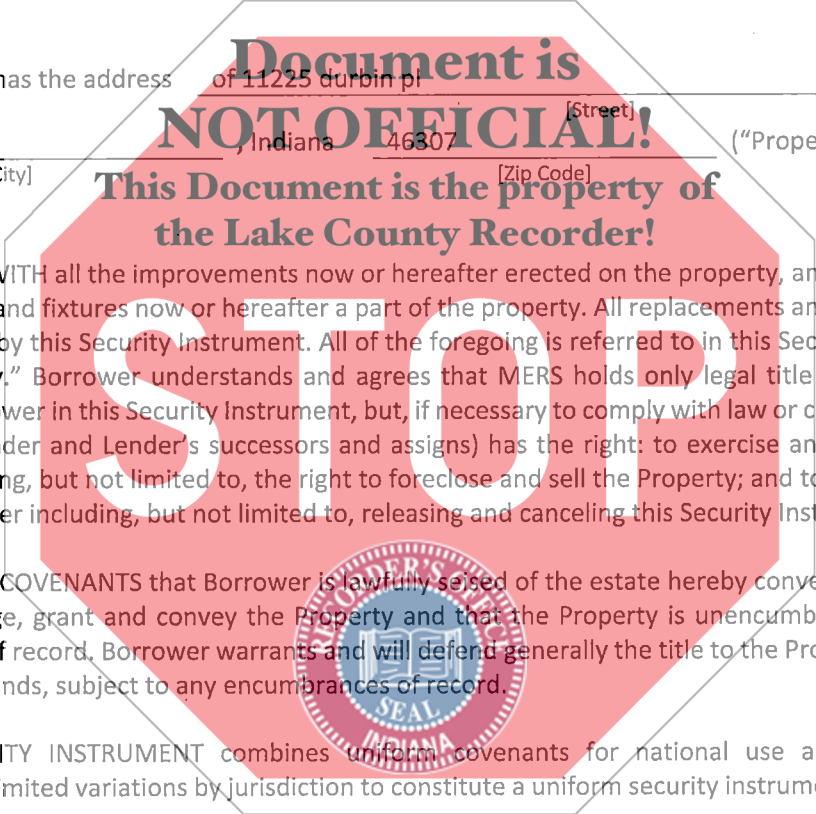 Document is
has the address of 11225 durbin pl
[Street]
NOT OFFICIAL!
, Indiana 46307 ("Prope
ity] [Zip Code]
This Document is the property of
the Lake County Recorder!
WITH all the improvements now or hereafter erected on the property, an
and fixtures now or hereafter a part of the property. All replacements an
by this Security Instrument. All of the foregoing is referred to in this Sec
." Borrower understands and agrees that MERS holds only legal title
ower in this Security Instrument, but, if necessary to comply with law or c
der and Lender's successors and assigns) has the right: to exercise an
ng, but not limited to, the right to foreclose and sell the Property; and to
er including, but not limited to, releasing and canceling this Security Inst
STOP
COVENANTS that Borrower is lawfully seised of the estate hereby conve
e, grant and convey the Property and that the Property is unencumb
f record. Borrower warrants and will defend generally the title to the Pro
nds, subject to any encumbrances of record.
RECORDER'S OFFICE
SEAL
INDIANA
ITY INSTRUMENT combines uniform covenants for national use a
imited variations by jurisdiction to constitute a uniform security instrume